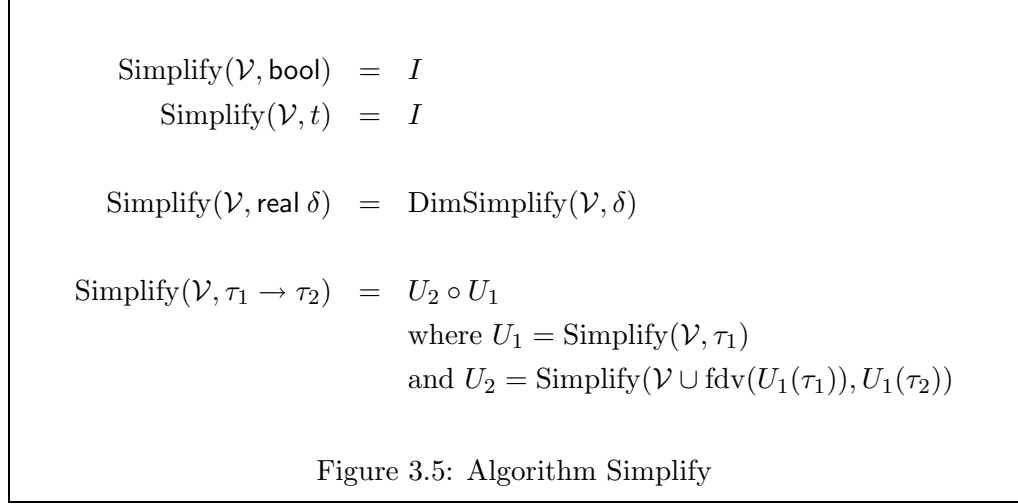 Simplify(𝒱, bool) = I
Simplify(𝒱, t) = I
Simplify(𝒱, real δ) = DimSimplify(𝒱, δ)
Simplify(𝒱, τ₁ → τ₂) = U₂ ∘ U₁
where U₁ = Simplify(𝒱, τ₁)
and U₂ = Simplify(𝒱 ∪ fdv(U₁(τ₁)), U₁(τ₂))
Figure 3.5: Algorithm Simplify